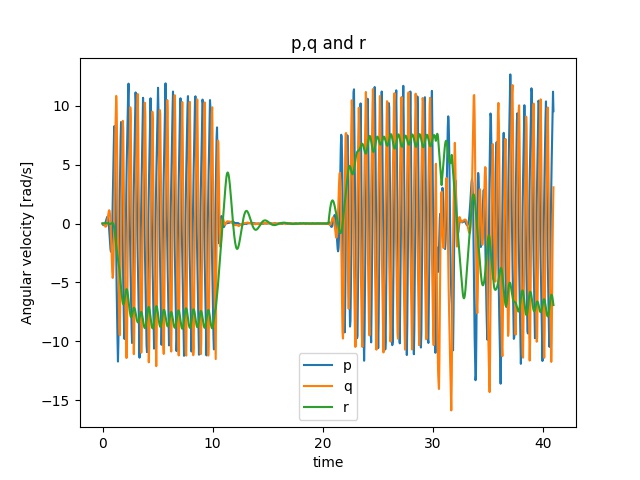 p,q and r
Angular velocity [rad/s]
10
5
0
−5
−10
−15
p
q
r
0 10 20 30 40
time